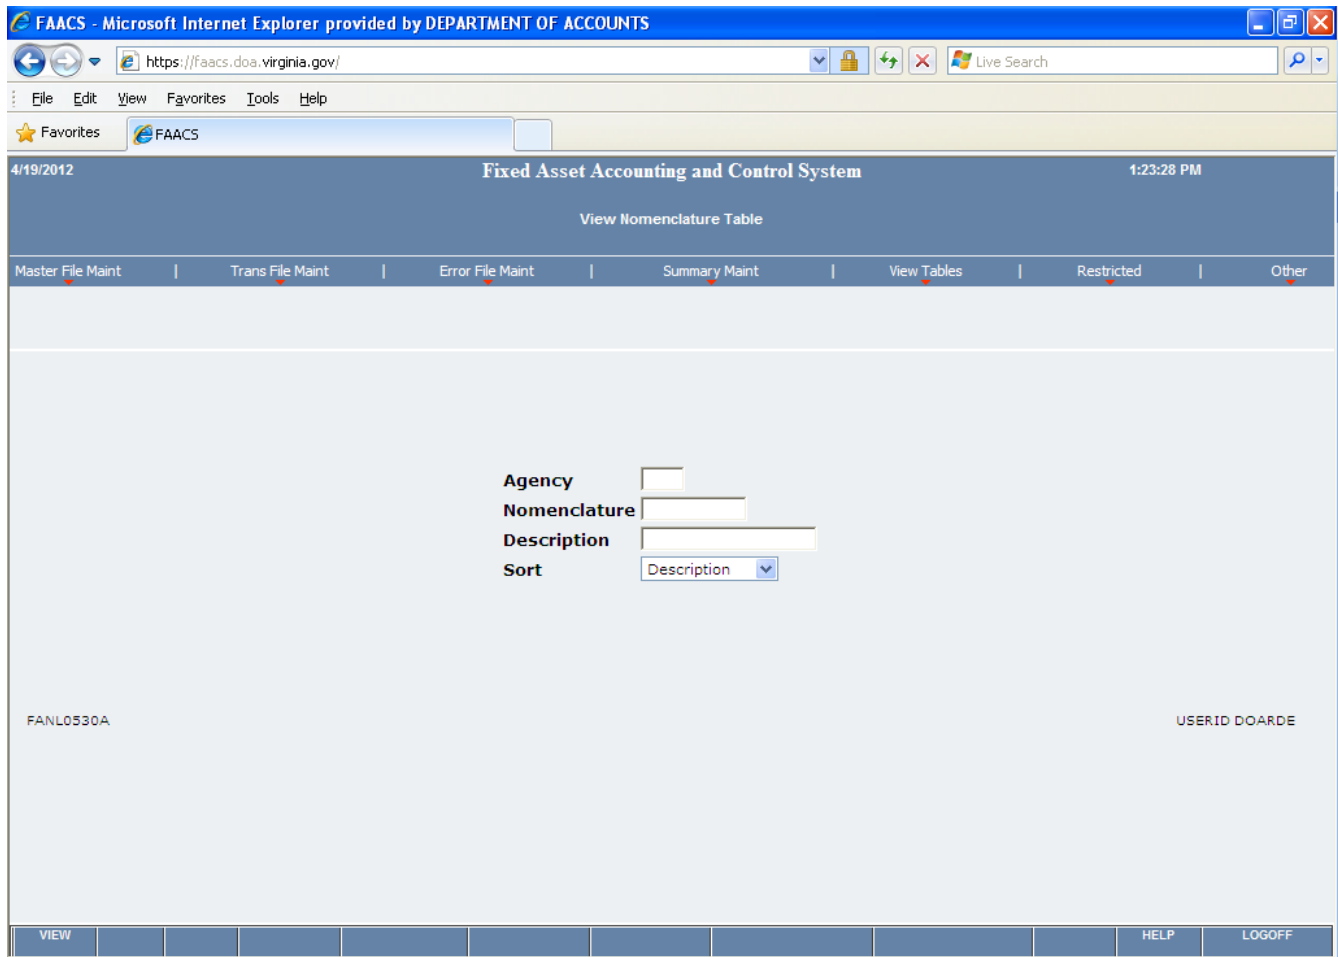 FAACS - Microsoft Internet Explorer provided by DEPARTMENT OF ACCOUNTS
https://faacs.doa.virginia.gov/
Live Search
File Edit View Favorites Tools Help
Favorites FAACS
4/19/2012 Fixed Asset Accounting and Control System 1:23:28 PM
View Nomenclature Table
Master File Maint | Trans File Maint | Error File Maint | Summary Maint | View Tables | Restricted | Other
Agency
Nomenclature
Description
Sort Description
FANL0530A USERID DOARDE
VIEW HELP LOGOFF